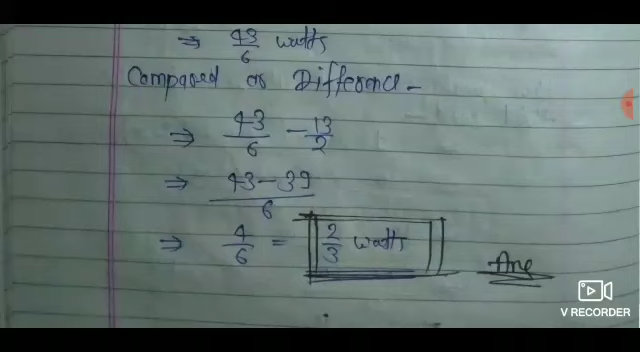 ⇒ 43/6 watts
Compared as Difference -
⇒ 43/6 - 13/2
⇒ 43-39/6
⇒ 4/6 = 2/3 watts
Ans
V RECORDER